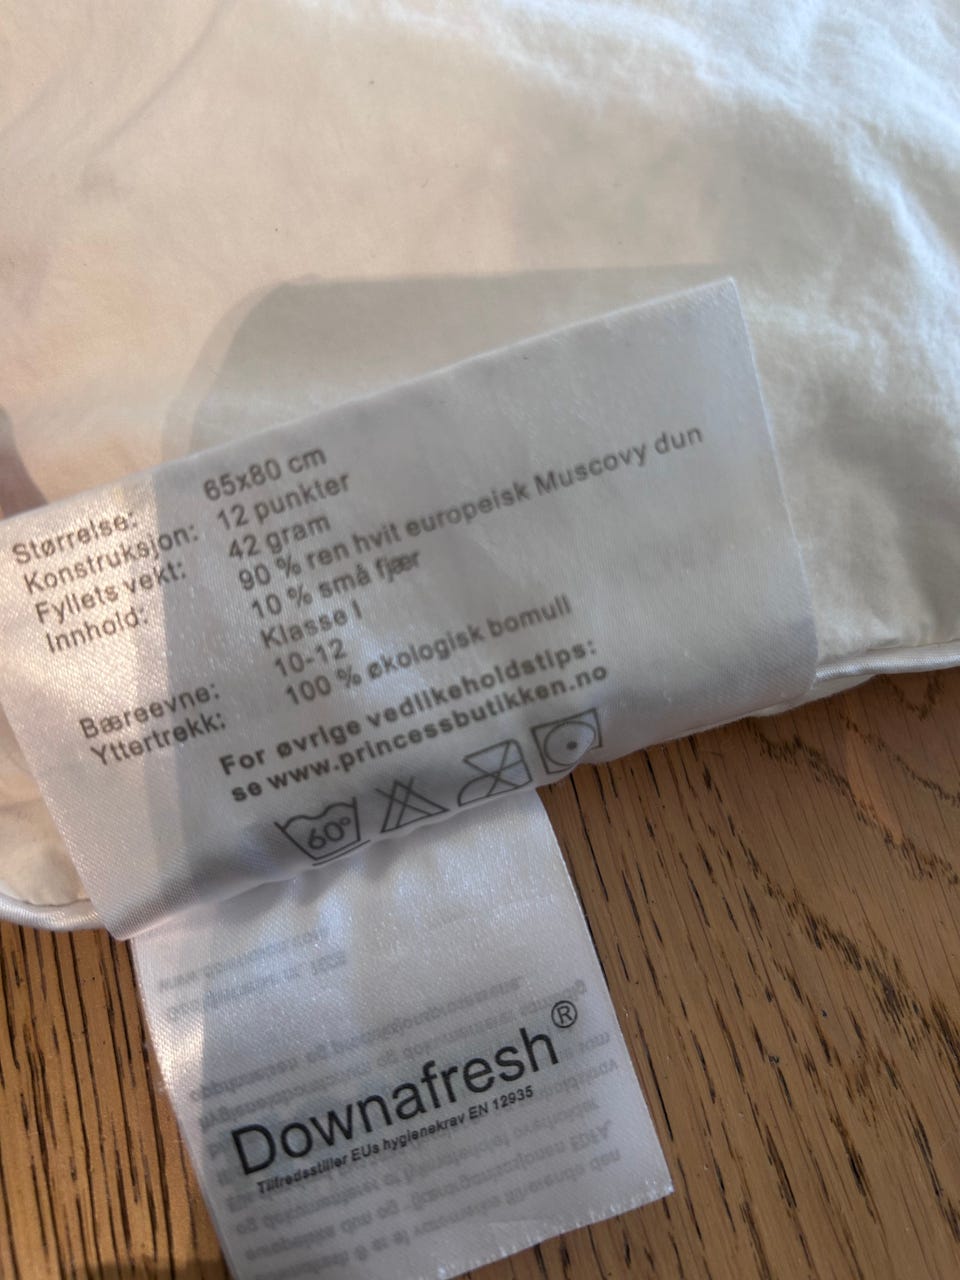 Størrelse: 65x80 cm
Konstruksjon: 12 punkter
Fyllets vekt: 42 gram
Innhold: 90 % ren hvit europeisk Muscovy dun
10 % små fjær
Klasse I
Bæreevne: 10-12
Yttertrekk: 100 % økologisk bomull
For øvrige vedlikeholdstips:
se www.princessbutikken.no
60°
Downafresh®
Tilfredsstiller EUs hygienekrav EN 12935